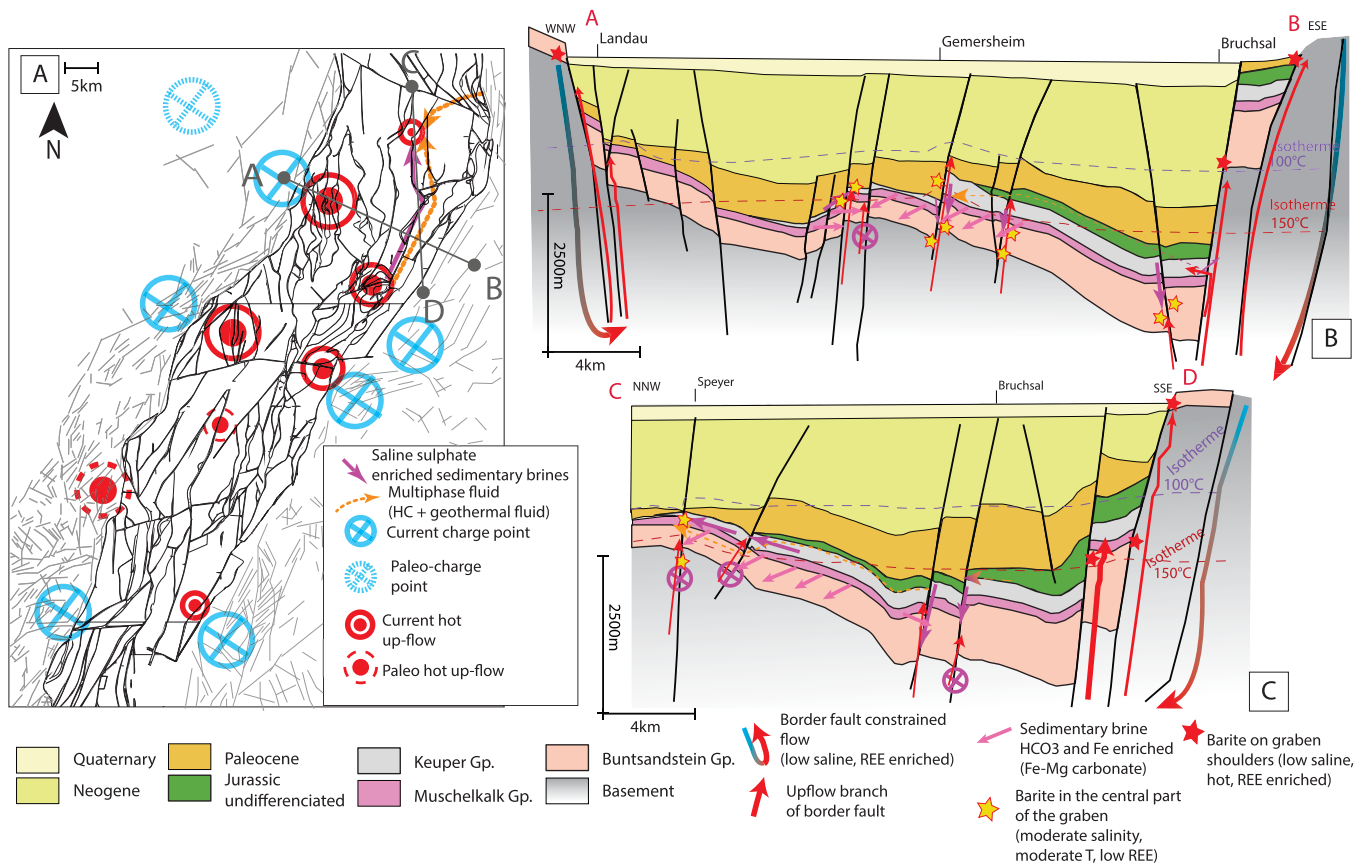 A
5km
N
C
A
B
D
Saline sulphate
enriched sedimentary brines
Multiphase fluid
(HC + geothermal fluid)
Current charge point
Paleo-charge
point
Current hot
up-flow
Paleo hot up-flow
WNW
A
Landau
Gemersheim
Bruchsal
B
ESE
Isotherme
100°C
Isotherme
150°C
2500m
4km
B
C
NNW
Speyer
Bruchsal
SSE
D
Isotherme
100°C
Isotherme
150°C
2500m
4km
C
Quaternary
Neogene
Paleocene
Jurassic
undifferenciated
Keuper Gp.
Muschelkalk Gp.
Buntsandstein Gp.
Basement
Border fault constrained
flow
(low saline, REE enriched)
Upflow branch
of border fault
Sedimentary brine
HCO3 and Fe enriched
(Fe-Mg carbonate)
Barite in the central part
of the graben
(moderate salinity,
moderate T, low REE)
Barite on graben
shoulders (low saline,
hot, REE enriched)